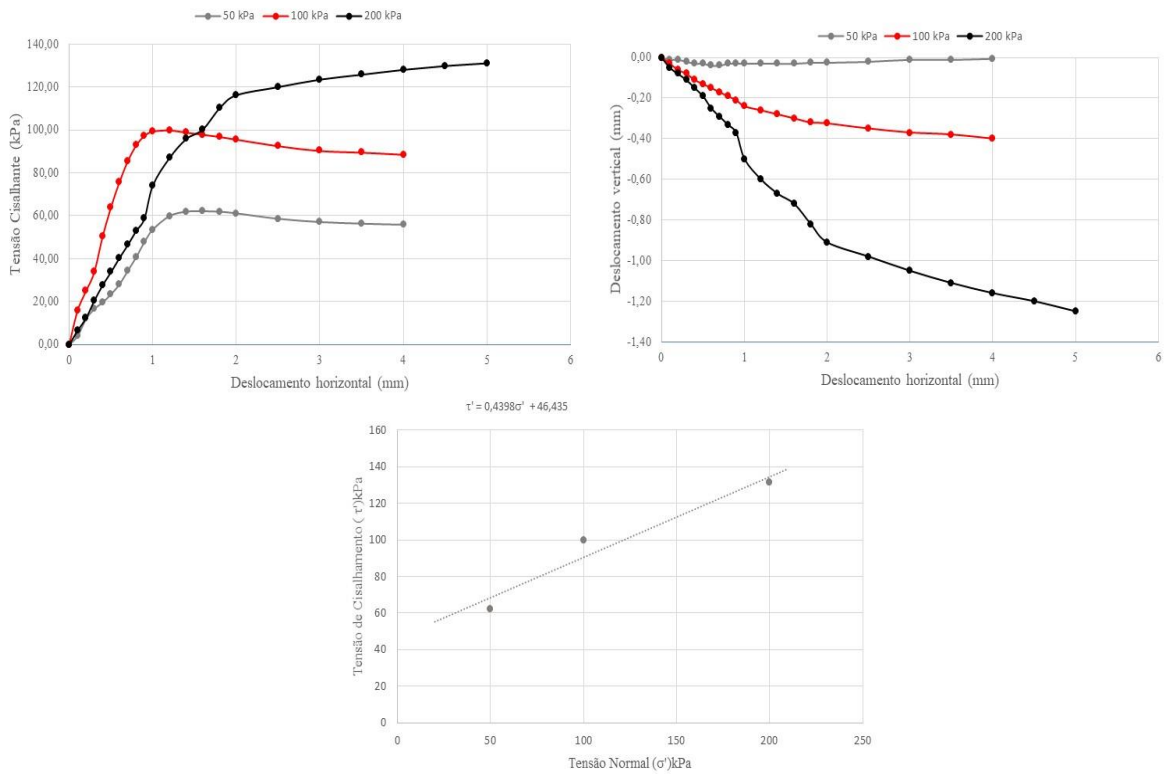 50 kPa 100 kPa 200 kPa
Tensão Cisalhante (kPa)
140,00
120,00
100,00
80,00
60,00
40,00
20,00
0,00
0 1 2 3 4 5 6
Deslocamento horizontal (mm)
50 kPa 100 kPa 200 kPa
Deslocamento vertical (mm)
0,00
-0,20
-0,40
-0,60
-0,80
-1,00
-1,20
-1,40
0 1 2 3 4 5 6
Deslocamento horizontal (mm)
τ' = 0,4398σ' + 46,435
Tensão de Cisalhamento ( τ')kPa
160
140
120
100
80
60
40
20
0
0 50 100 150 200 250
Tensão Normal (σ')kPa